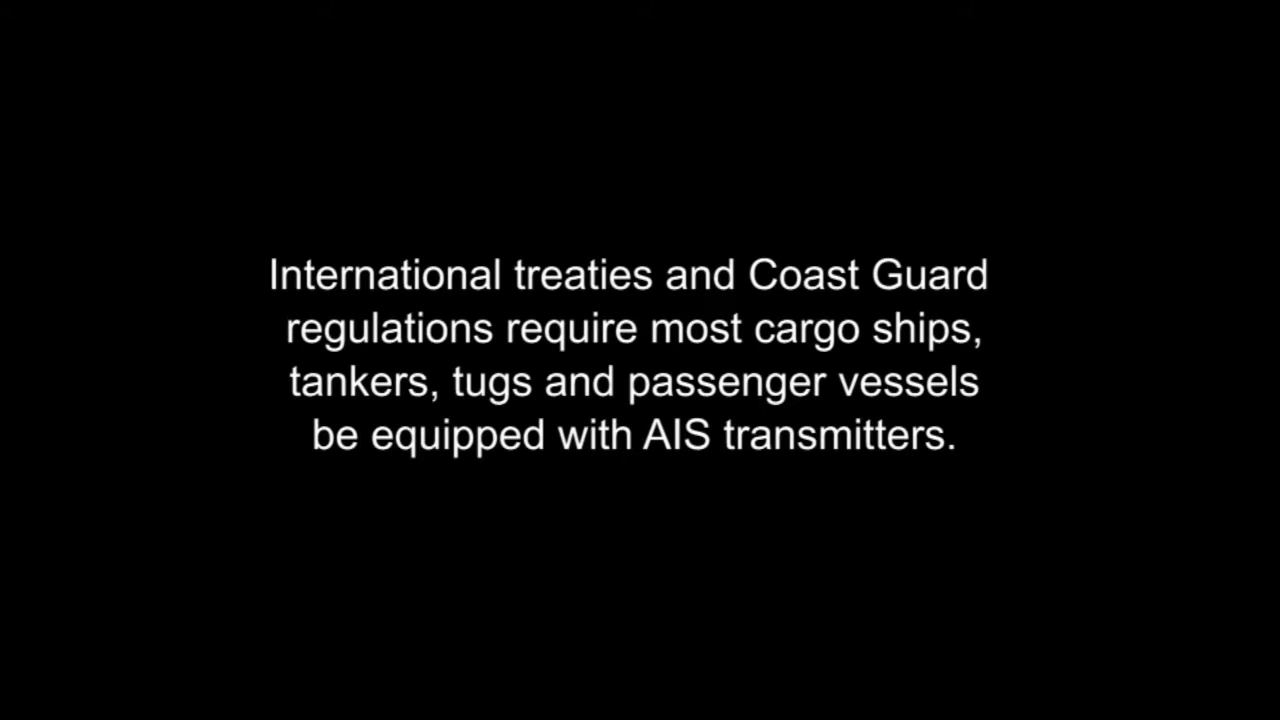 International treaties and Coast Guard
regulations require most cargo ships,
tankers, tugs and passenger vessels
be equipped with AIS transmitters.